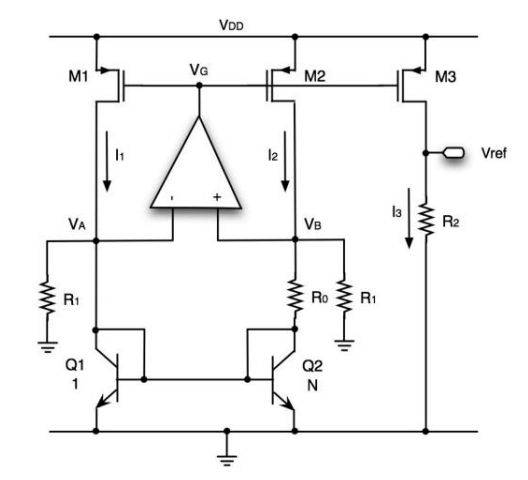 VDD
M1
VG
M2
M3
I1
I2
Vref
- +
I3
R2
VA
VB
R1
R0
R1
Q1
1
Q2
N